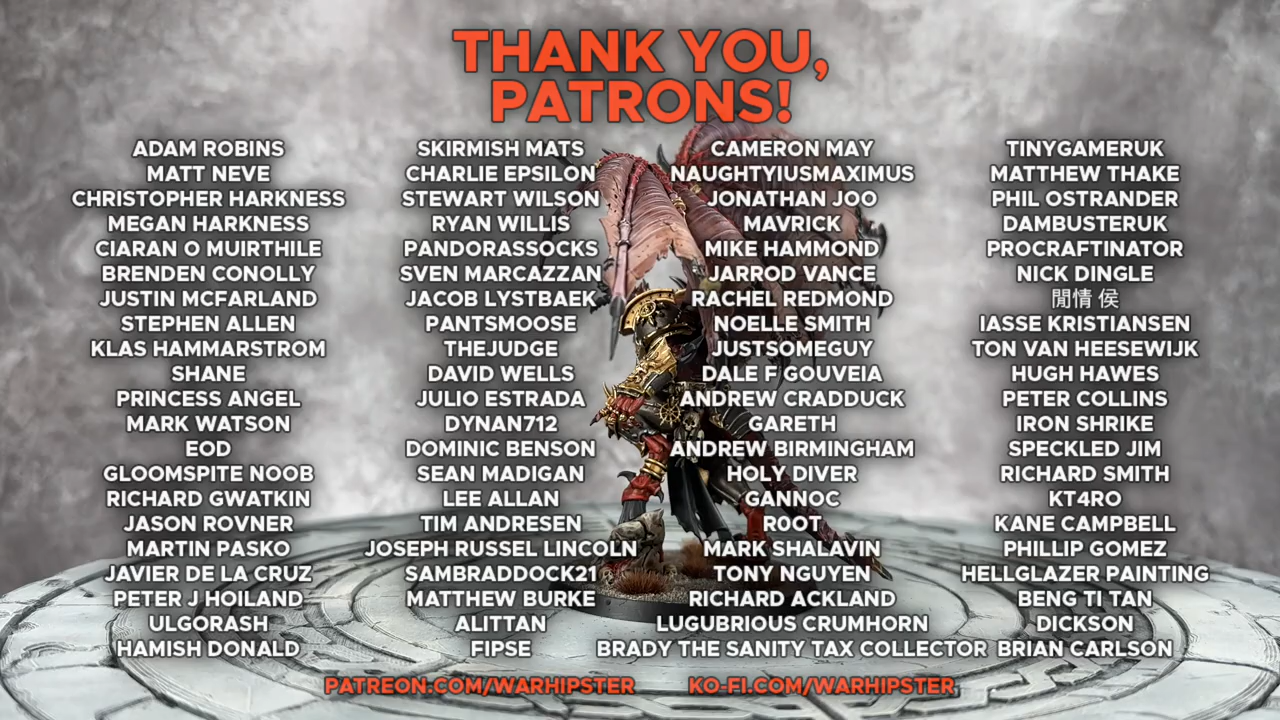 THANK YOU,
PATRONS!
ADAM ROBINS
MATT NEVE
CHRISTOPHER HARKNESS
MEGAN HARKNESS
CIARAN O MUIRTHILE
BRENDEN CONOLLY
JUSTIN MCFARLAND
STEPHEN ALLEN
KLAS HAMMARSTROM
SHANE
PRINCESS ANGEL
MARK WATSON
EOD
GLOOMSPITE NOOB
RICHARD GWATKIN
JASON ROVNER
MARTIN PASKO
JAVIER DE LA CRUZ
PETER J HOILAND
ULGORASH
HAMISH DONALD
SKIRMISH MATS
CHARLIE EPSILON
STEWART WILSON
RYAN WILLIS
PANDORASSOCKS
SVEN MARCAZZAN
JACOB LYSTBAEK
PANTSMOOSE
THEJUDGE
DAVID WELLS
JULIO ESTRADA
DYNAN712
DOMINIC BENSON
SEAN MADIGAN
LEE ALLAN
TIM ANDRESEN
JOSEPH RUSSEL LINCOLN
SAMBRADDOCK21
MATTHEW BURKE
ALITTAN
FIPSE
CAMERON MAY
NAUGHTYIUSMAXIMUS
JONATHAN JOO
MAVRICK
MIKE HAMMOND
JARROD VANCE
RACHEL REDMOND
NOELLE SMITH
JUSTSOMEGUY
DALE F GOUVEIA
ANDREW CRADDUCK
GARETH
ANDREW BIRMINGHAM
HOLY DIVER
GANNOC
R0OT
MARK SHALAVIN
TONY NGUYEN
RICHARD ACKLAND
LUGUBRIOUS CRUMHORN
BRADY THE SANITY TAX COLLECTOR
TINYGAMERUK
MATTHEW THAKE
PHIL OSTRANDER
DAMBUSTERUK
PROCRAFTINATOR
NICK DINGLE
閒情 侯
IASSE KRISTIANSEN
TON VAN HEESEWIJK
HUGH HAWES
PETER COLLINS
IRON SHRIKE
SPECKLED JIM
RICHARD SMITH
KT4RO
KANE CAMPBELL
PHILLIP GOMEZ
HELLGLAZER PAINTING
BENG TI TAN
DICKSON
BRIAN CARLSON
PATREON.COM/WARHIPSTER
KO-FI.COM/WARHIPSTER